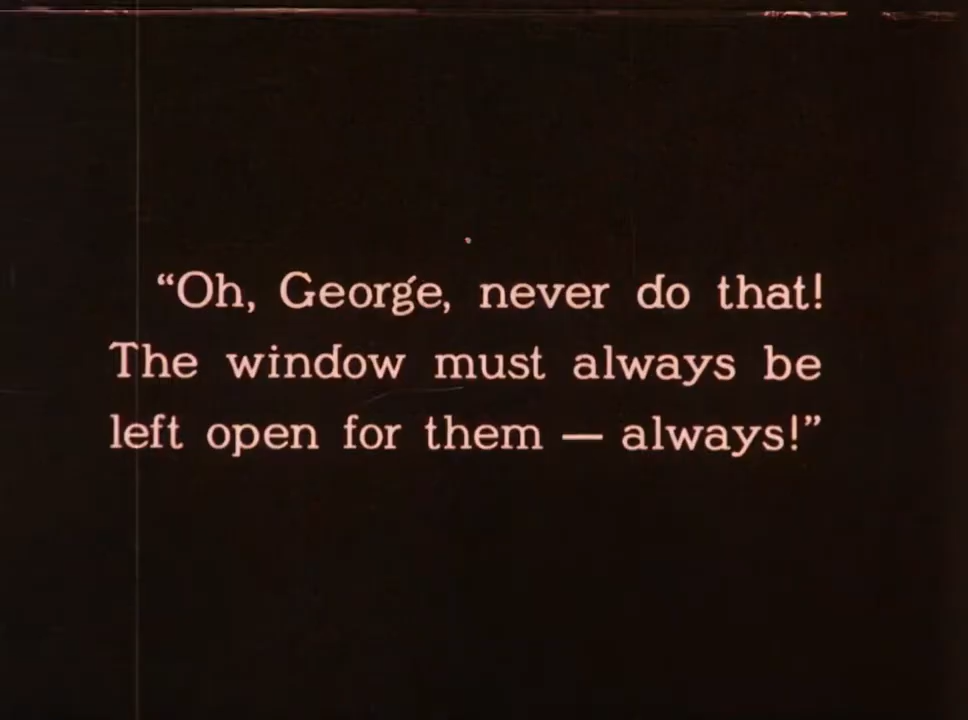 “Oh, George, never do that!
The window must always be
left open for them — always!”